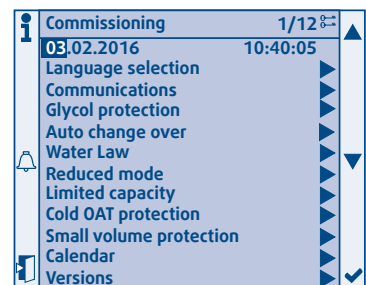 Commissioning 1/12
03.02.2016 10:40:05
Language selection
Communications
Glycol protection
Auto change over
Water Law
Reduced mode
Limited capacity
Cold OAT protection
Small volume protection
Calendar
Versions